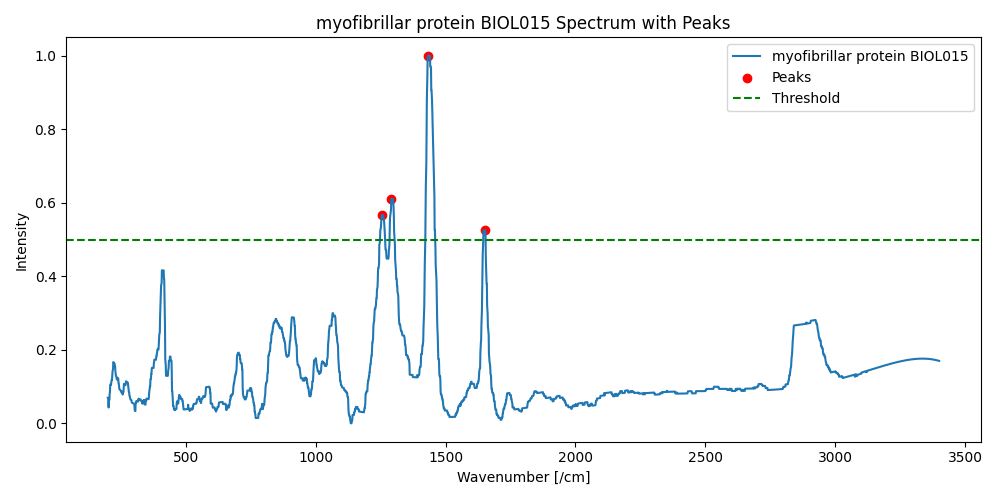 myofibrillar protein BIOL015 Spectrum with Peaks
myofibrillar protein BIOL015
Peaks
Threshold
Intensity
1.0
0.8
0.6
0.4
0.2
0.0
500
1000
1500
2000
2500
3000
3500
Wavenumber [/cm]